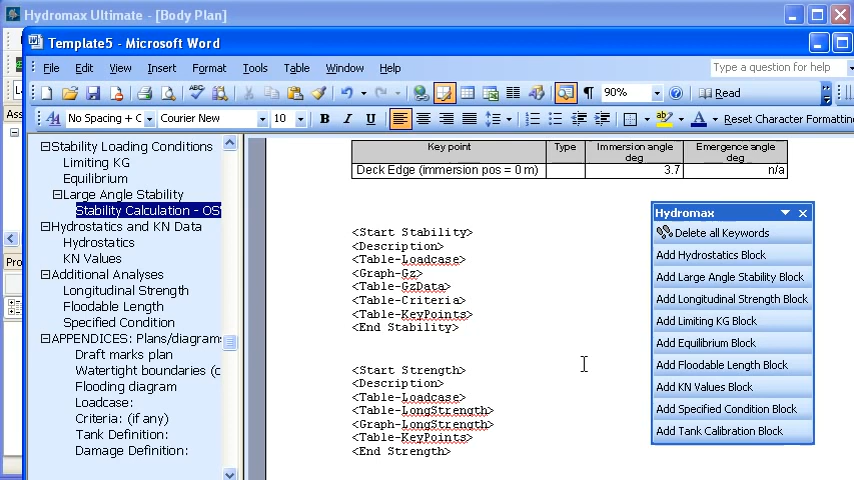 Hydromax Ultimate - [Body Plan]
Template5 - Microsoft Word
File Edit View Insert Format Tools Table Window Help
Type a question for help
90%
Read
No Spacing + C
Courier New
10
B I U
A
Reset Character Formatting
Ass
Pro
Stability Loading Conditions
Limiting KG
Equilibrium
Large Angle Stability
Stability Calculation - OS
Hydrostatics and KN Data
Hydrostatics
KN Values
Additional Analyses
Longitudinal Strength
Floodable Length
Specified Condition
APPENDICES: Plans/diagrams
Draft marks plan
Watertight boundaries (c
Flooding diagram
Loadcase:
Criteria: (if any)
Tank Definition:
Damage Definition:
Key point Type Immersion angle deg Emergence angle deg
Deck Edge (immersion pos = 0 m) 3.7 n/a
<Start Stability>
<Description>
<Table-Loadcase>
<Graph-Gz>
<Table-GzData>
<Table-Criteria>
<Table-KeyPoints>
<End Stability>
<Start Strength>
<Description>
<Table-Loadcase>
<Table-LongStrength>
<Graph-LongStrength>
<Table-KeyPoints>
<End Strength>
Hydromax
Delete all Keywords
Add Hydrostatics Block
Add Large Angle Stability Block
Add Longitudinal Strength Block
Add Limiting KG Block
Add Equilibrium Block
Add Floodable Length Block
Add KN Values Block
Add Specified Condition Block
Add Tank Calibration Block